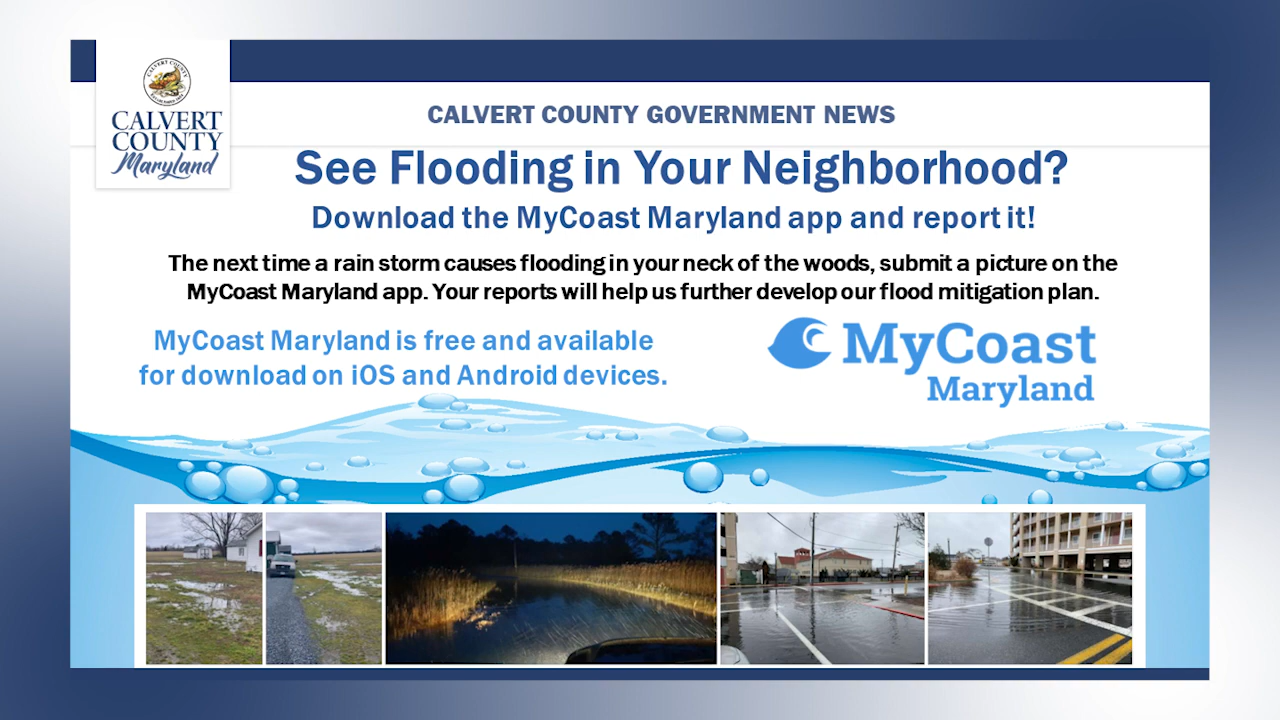 CALVERT COUNTY
CALVERT
COUNTY
Maryland
CALVERT COUNTY GOVERNMENT NEWS
See Flooding in Your Neighborhood?
Download the MyCoast Maryland app and report it!
The next time a rain storm causes flooding in your neck of the woods, submit a picture on the
MyCoast Maryland app. Your reports will help us further develop our flood mitigation plan.
MyCoast Maryland is free and available
for download on iOS and Android devices.
MyCoast
Maryland